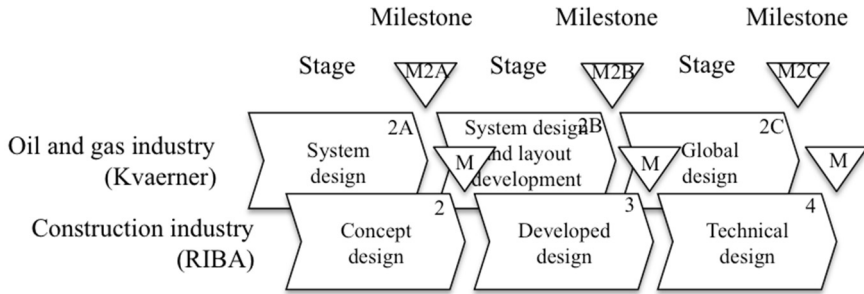 Milestone Milestone Milestone
Stage M2A Stage M2B Stage M2C
2A 2B 2C
Oil and gas industry
(Kvaerner)
System
design
M
System design
and layout
development
M
Global
design
M
Construction industry
(RIBA)
2 3 4
Concept
design
Developed
design
Technical
design